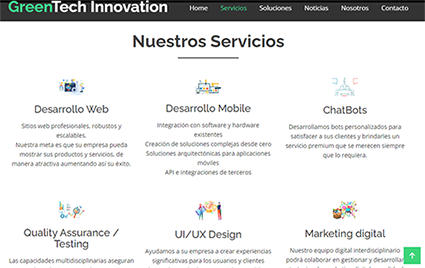 GreenTech Innovation
Home Servicios Soluciones Noticias Nosotros Contacto
Nuestros Servicios
Desarrollo Web
Sitios web profesionales, robustos y
escalables.
Nuestra meta es que su empresa pueda
mostrar sus productos y servicios, de
manera atractiva aumentando así su éxito.
Desarrollo Mobile
Integración con software y hardware
existentes
Creación de soluciones complejas desde cero
Soluciones arquitectónicas para aplicaciones
móviles
API e integraciones de terceros
ChatBots
Desarrollamos bots personalizados para
satisfacer a sus clientes y brindarles un
servicio premium que se merecen siempre
que lo requiera.
Quality Assurance /
Testing
Las capacidades multidisciplinarias aseguran
UI/UX Design
Ayudamos a su empresa a crear experiencias
significativas para los usuarios y clientes
Marketing digital
Nuestro equipo digital interdisciplinario
podrá colaborar en gestionar y desarrollar